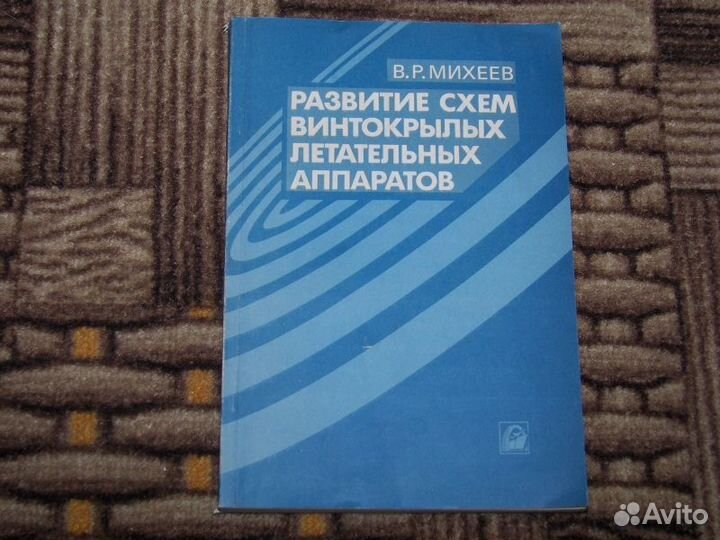 В.Р.МИХЕЕВ
РАЗВИТИЕ СХЕМ
ВИНТОКРЫЛЫХ
ЛЕТАТЕЛЬНЫХ
АППАРАТОВ
Avito